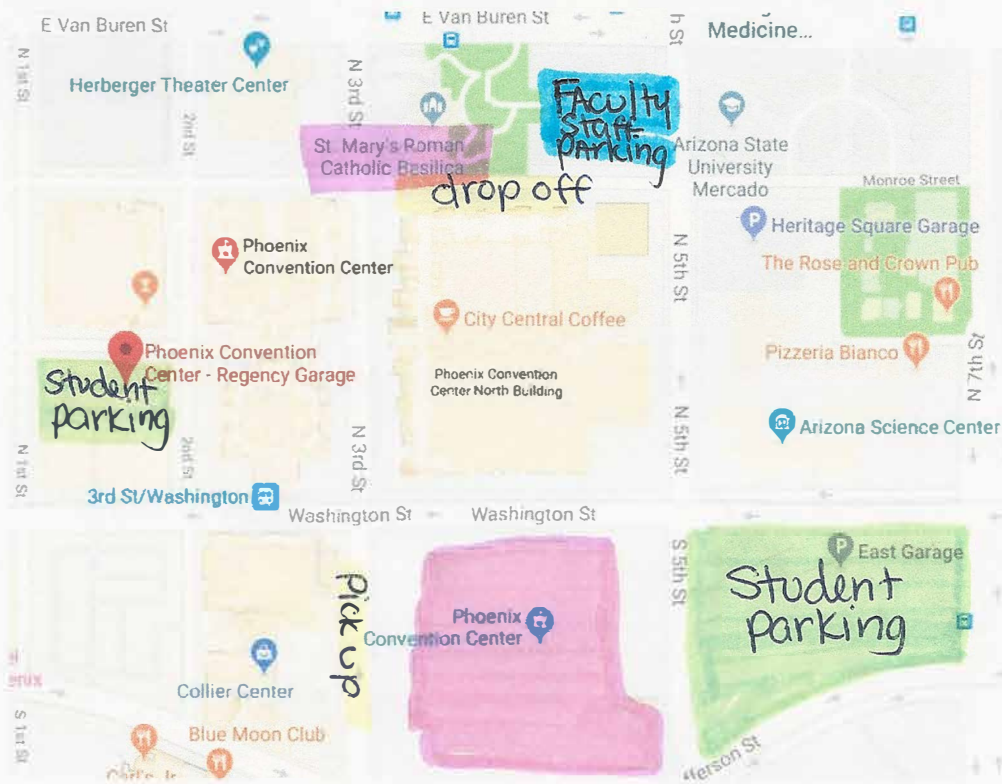 E Van Buren St
E Van Buren St
Medicine...
N 1st St
Herberger Theater Center
2nd St
N 3rd St
h St
St. Mary's Roman
Catholic Basilica
FAculty
Staff
parking
drop off
Arizona State
University
Mercado
Monroe Street
Heritage Square Garage
The Rose and Crown Pub
Phoenix
Convention Center
N 5th St
City Central Coffee
Pizzeria Bianco
Phoenix Convention
Center - Regency Garage
Student
parking
Phoenix Convention
Center North Building
N 7th St
Arizona Science Center
N 1st St
2nd St
N 3rd St
N 5th St
3rd St/Washington
Washington St
Washington St
S 5th St
East Garage
Student
parking
Pick up
Phoenix
Convention Center
Collier Center
Blue Moon Club
S 1st St
fferson St